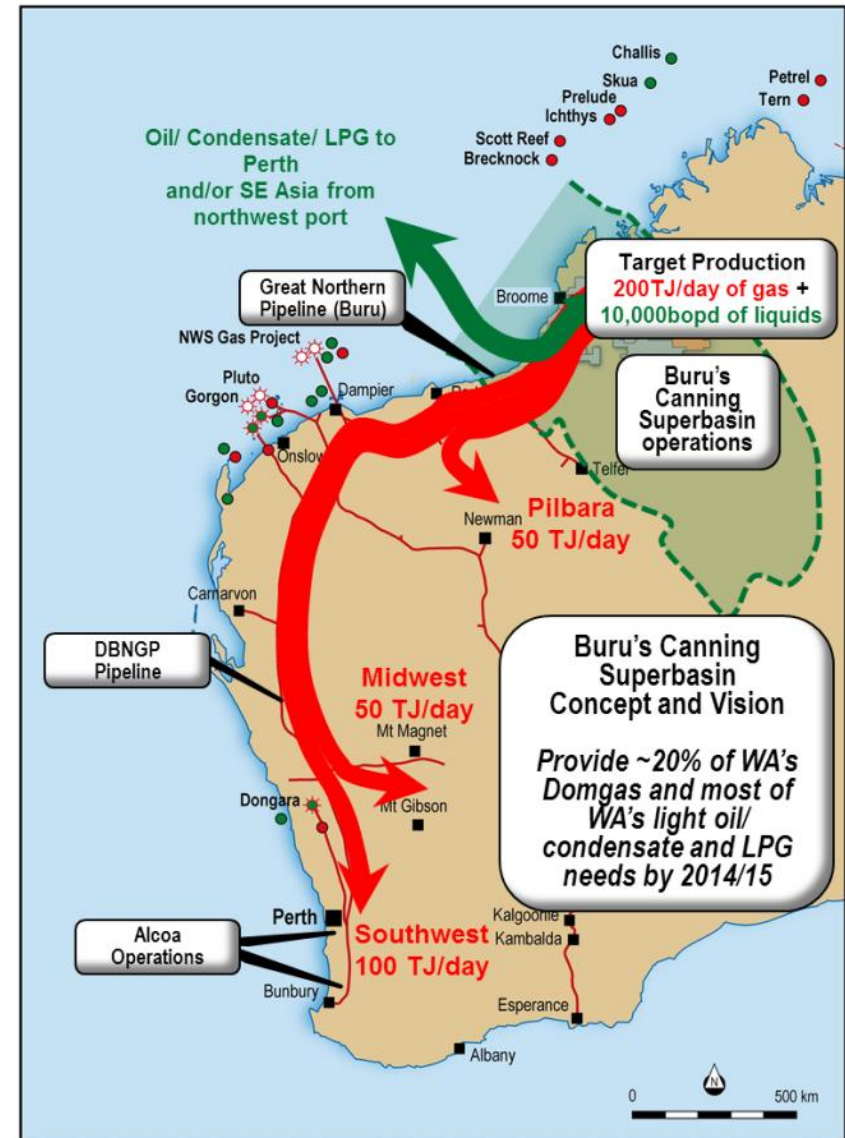 Challis
Skua
Petrel
Prelude
Tern
Ichthys
Scott Reef
Brecknock
Oil/ Condensate/ LPG to
Perth
and/or SE Asia from
northwest port
Target Production
200TJ/day of gas +
10,000bopd of liquids
Great Northern
Pipeline (Buru)
Broome
NWS Gas Project
Pluto
Gorgon
Dampier
Buru's
Canning
Superbasin
operations
Onslow
Telfer
Pilbara
50 TJ/day
Newman
Carnarvon
DBNGP
Pipeline
Midwest
50 TJ/day
Mt Magnet
Buru's Canning
Superbasin
Concept and Vision
Provide ~20% of WA's
Domgas and most of
WA's light oil/
condensate and LPG
needs by 2014/15
Dongara
Mt Gibson
Perth
Kalgoorlie
Kambalda
Alcoa
Operations
Southwest
100 TJ/day
Bunbury
Esperance
Albany
N
0 500 km